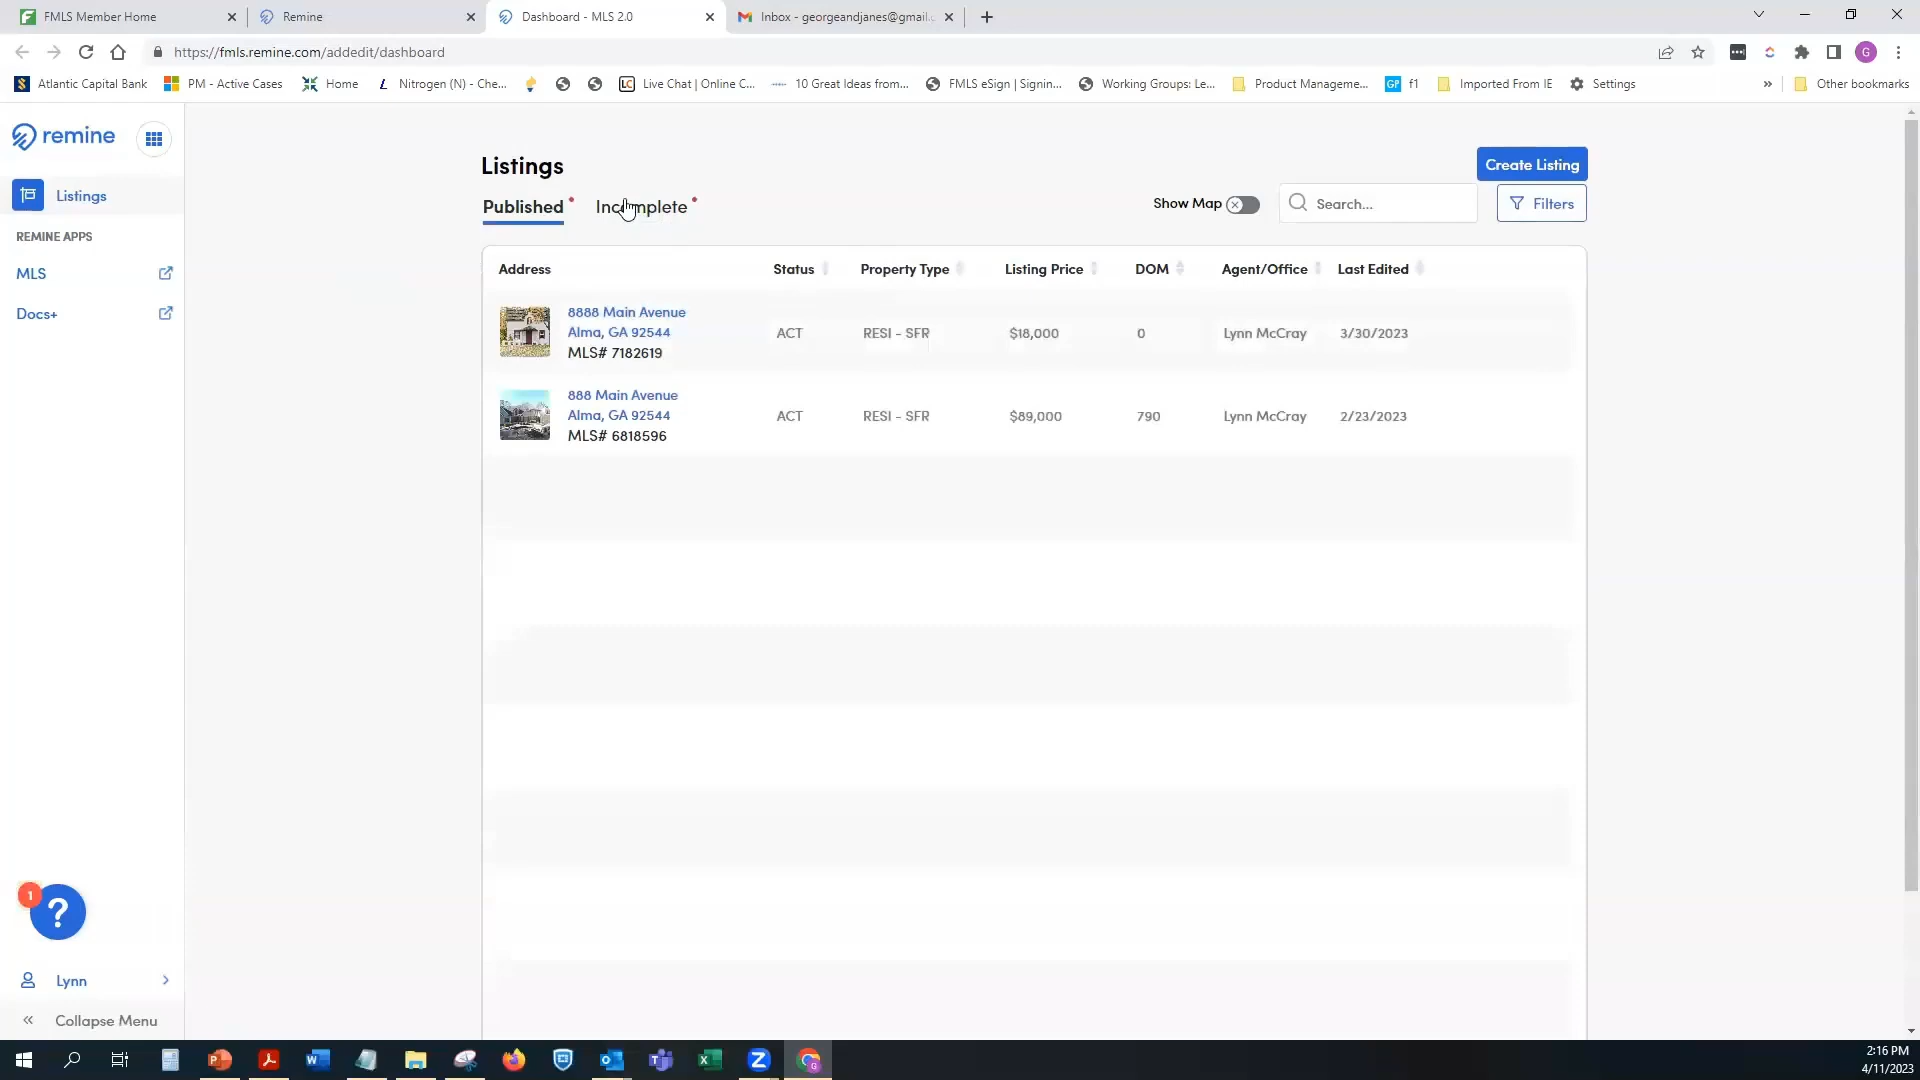 FMLS Member Home
Remine
Dashboard - MLS 2.0
Inbox - georgeandjanes@gmail.
https://fmls.remine.com/addedit/dashboard
G
Atlantic Capital Bank
PM - Active Cases
Home
Nitrogen (N) - Che...
LC Live Chat | Online C...
10 Great Ideas from...
FMLS eSign | Signin...
Working Groups: Le...
Product Manageme...
GP f1
Imported From IE
Settings
»
Other bookmarks
remine
Listings
REMINE APPS
MLS
Docs+
1
?
Lynn
Collapse Menu
Listings
Create Listing
Published
Incomplete
Show Map
Search...
Filters
Address Status Property Type Listing Price DOM Agent/Office Last Edited
8888 Main Avenue
Alma, GA 92544
MLS# 7182619
ACT RESI - SFR $18,000 0 Lynn McCray 3/30/2023
888 Main Avenue
Alma, GA 92544
MLS# 6818596
ACT RESI - SFR $89,000 790 Lynn McCray 2/23/2023
2:16 PM
4/11/2023